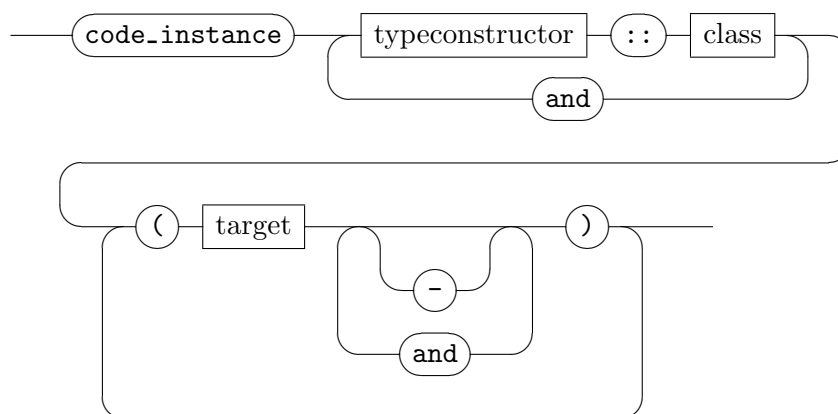 code_instance typeconstructor :: class
and
( target )
-
and